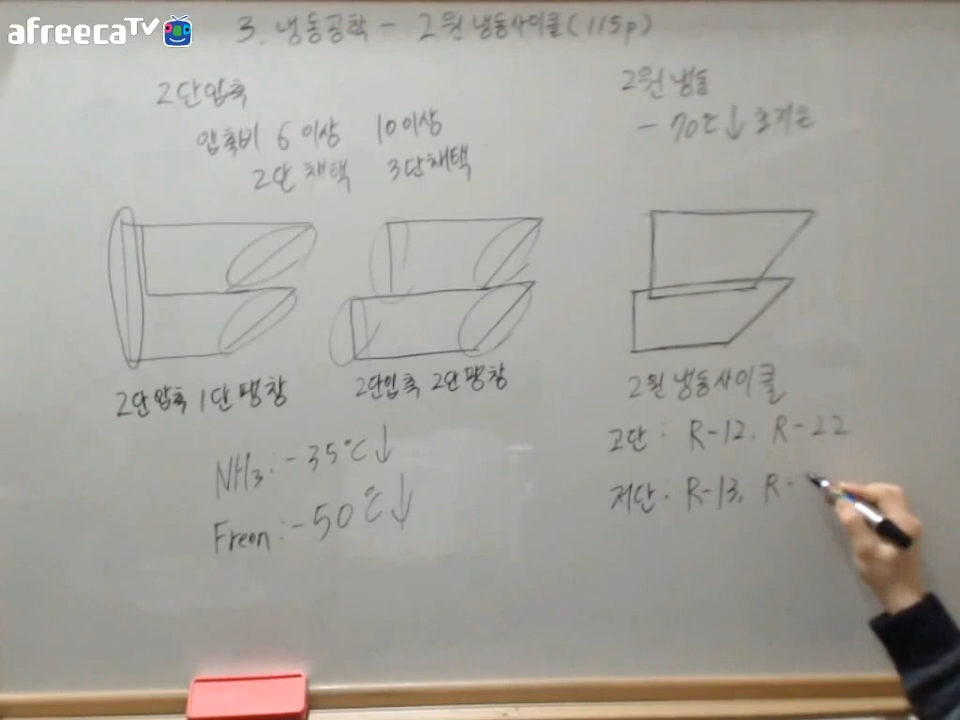 afreecaTV
3. 냉동공학 - 2원 냉동사이클 (115p)
2단압축
압축비 6이상 10이상
2단 채택 3단채택
2원 냉동
-70℃↓ 초저온
2단압축 1단팽창
2단압축 2단팽창
2원 냉동사이클
NH₃: -35℃↓
Freon: -50℃↓
고단: R-12, R-22
저단: R-13, R-